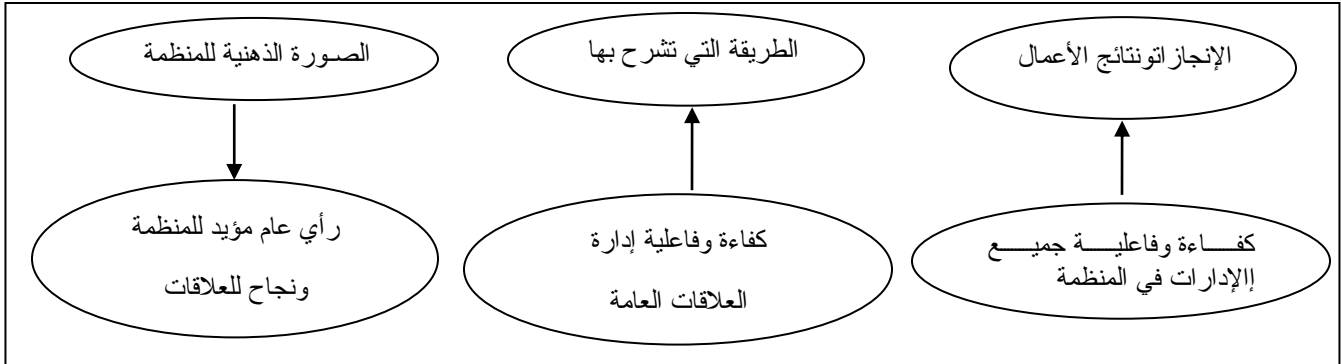 الإنجازاتونتائج الأعمال
الطريقة التي تشرح بها
الصورة الذهنية للمنظمة
كفاءة وفاعلية جميع
إالإدارات في المنظمة
كفاءة وفاعلية إدارة
العلاقات العامة
رأي عام مؤيد للمنظمة
ونجاح للعلاقات